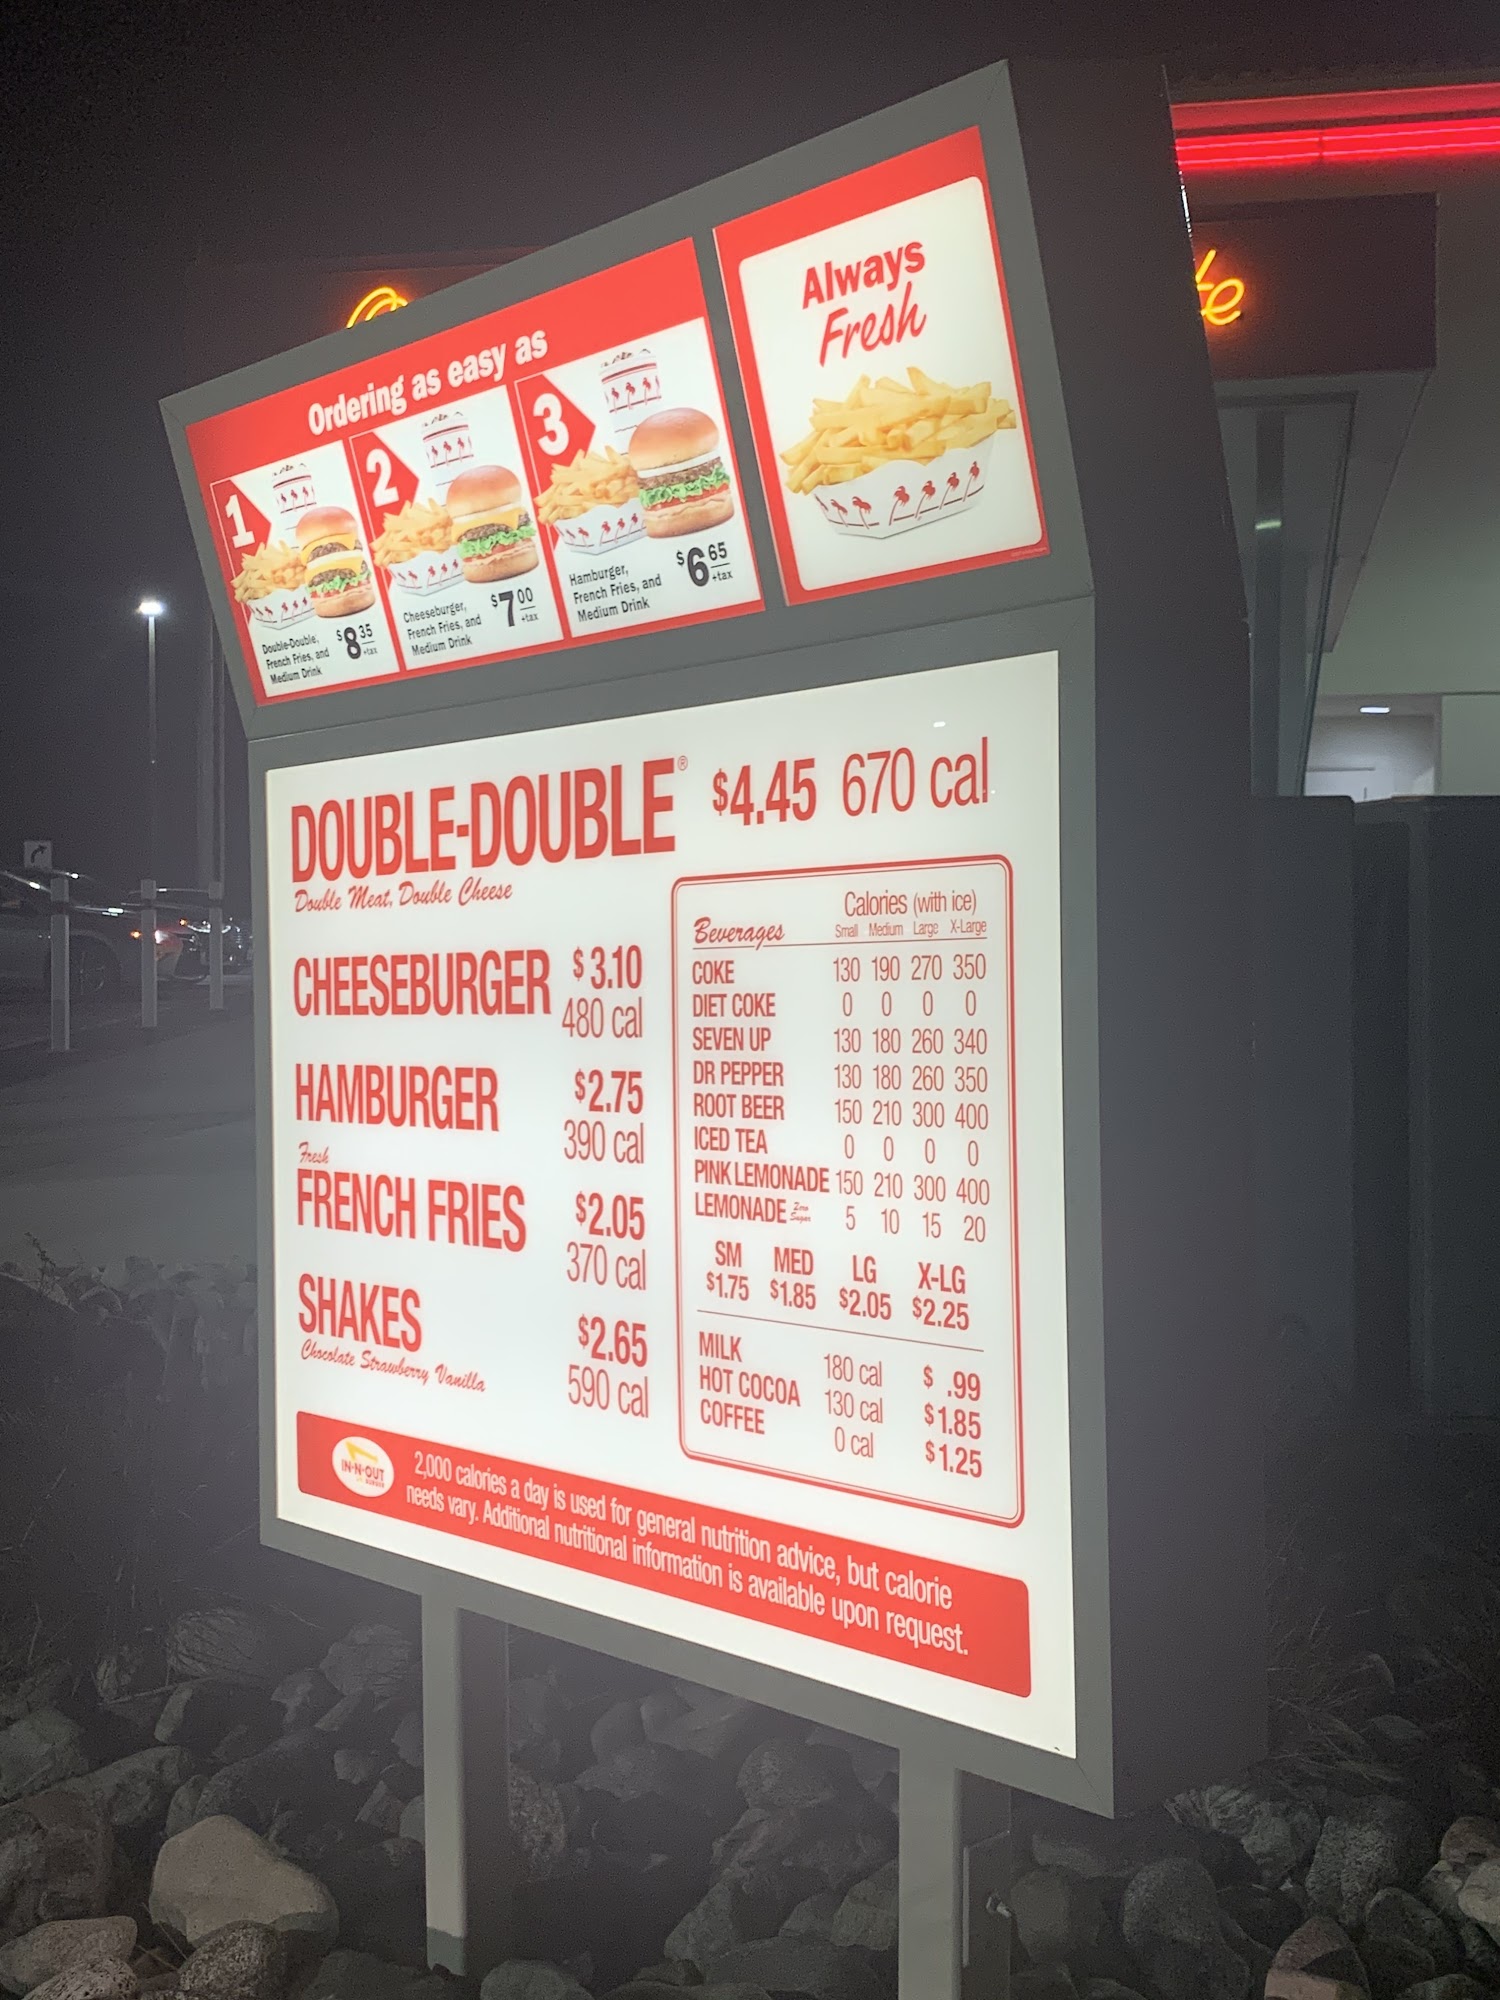 Ordering as easy as
1
Double-Double,
French Fries, and
Medium Drink
$8.35
+tax
2
Cheeseburger,
French Fries, and
Medium Drink
$7.00
+tax
3
Hamburger,
French Fries, and
Medium Drink
$6.65
+tax
Always
Fresh
DOUBLE-DOUBLE® $4.45 670 cal
Double Meat, Double Cheese
CHEESEBURGER $3.10
480 cal
HAMBURGER $2.75
390 cal
Fresh
FRENCH FRIES $2.05
370 cal
SHAKES $2.65
Chocolate Strawberry Vanilla
590 cal
Calories (with ice)
Beverages Small Medium Large X-Large
COKE 130 190 270 350
DIET COKE 0 0 0 0
SEVEN UP 130 180 260 340
DR PEPPER 130 180 260 350
ROOT BEER 150 210 300 400
ICED TEA 0 0 0 0
PINK LEMONADE 150 210 300 400
LEMONADE Zero Sugar 5 10 15 20
SM MED LG X-LG
$1.75 $1.85 $2.05 $2.25
MILK 180 cal $ .99
HOT COCOA 130 cal $1.85
COFFEE 0 cal $1.25
IN-N-OUT
BURGER
2,000 calories a day is used for general nutrition advice, but calorie
needs vary. Additional nutritional information is available upon request.